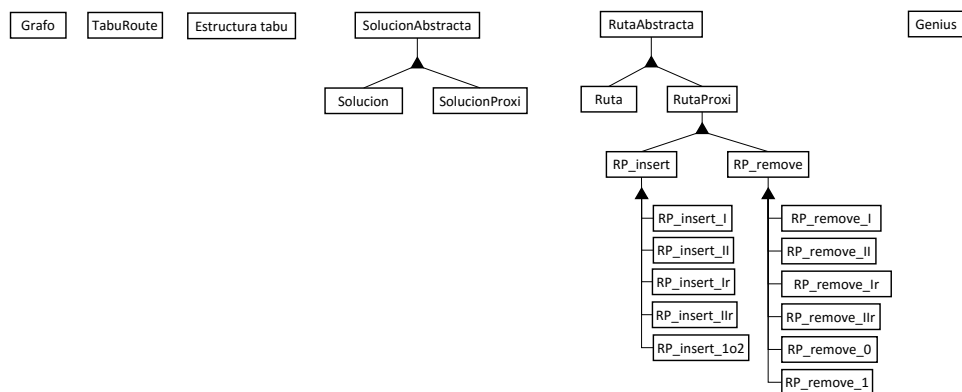 Grafo
TabuRoute
Estructura tabu
SolucionAbstracta
RutaAbstracta
Genius
Solucion
SolucionProxi
Ruta
RutaProxi
RP_insert
RP_remove
RP_insert_I
RP_remove_I
RP_insert_II
RP_remove_II
RP_insert_Ir
RP_remove_Ir
RP_insert_IIr
RP_remove_IIr
RP_insert_1o2
RP_remove_0
RP_remove_1